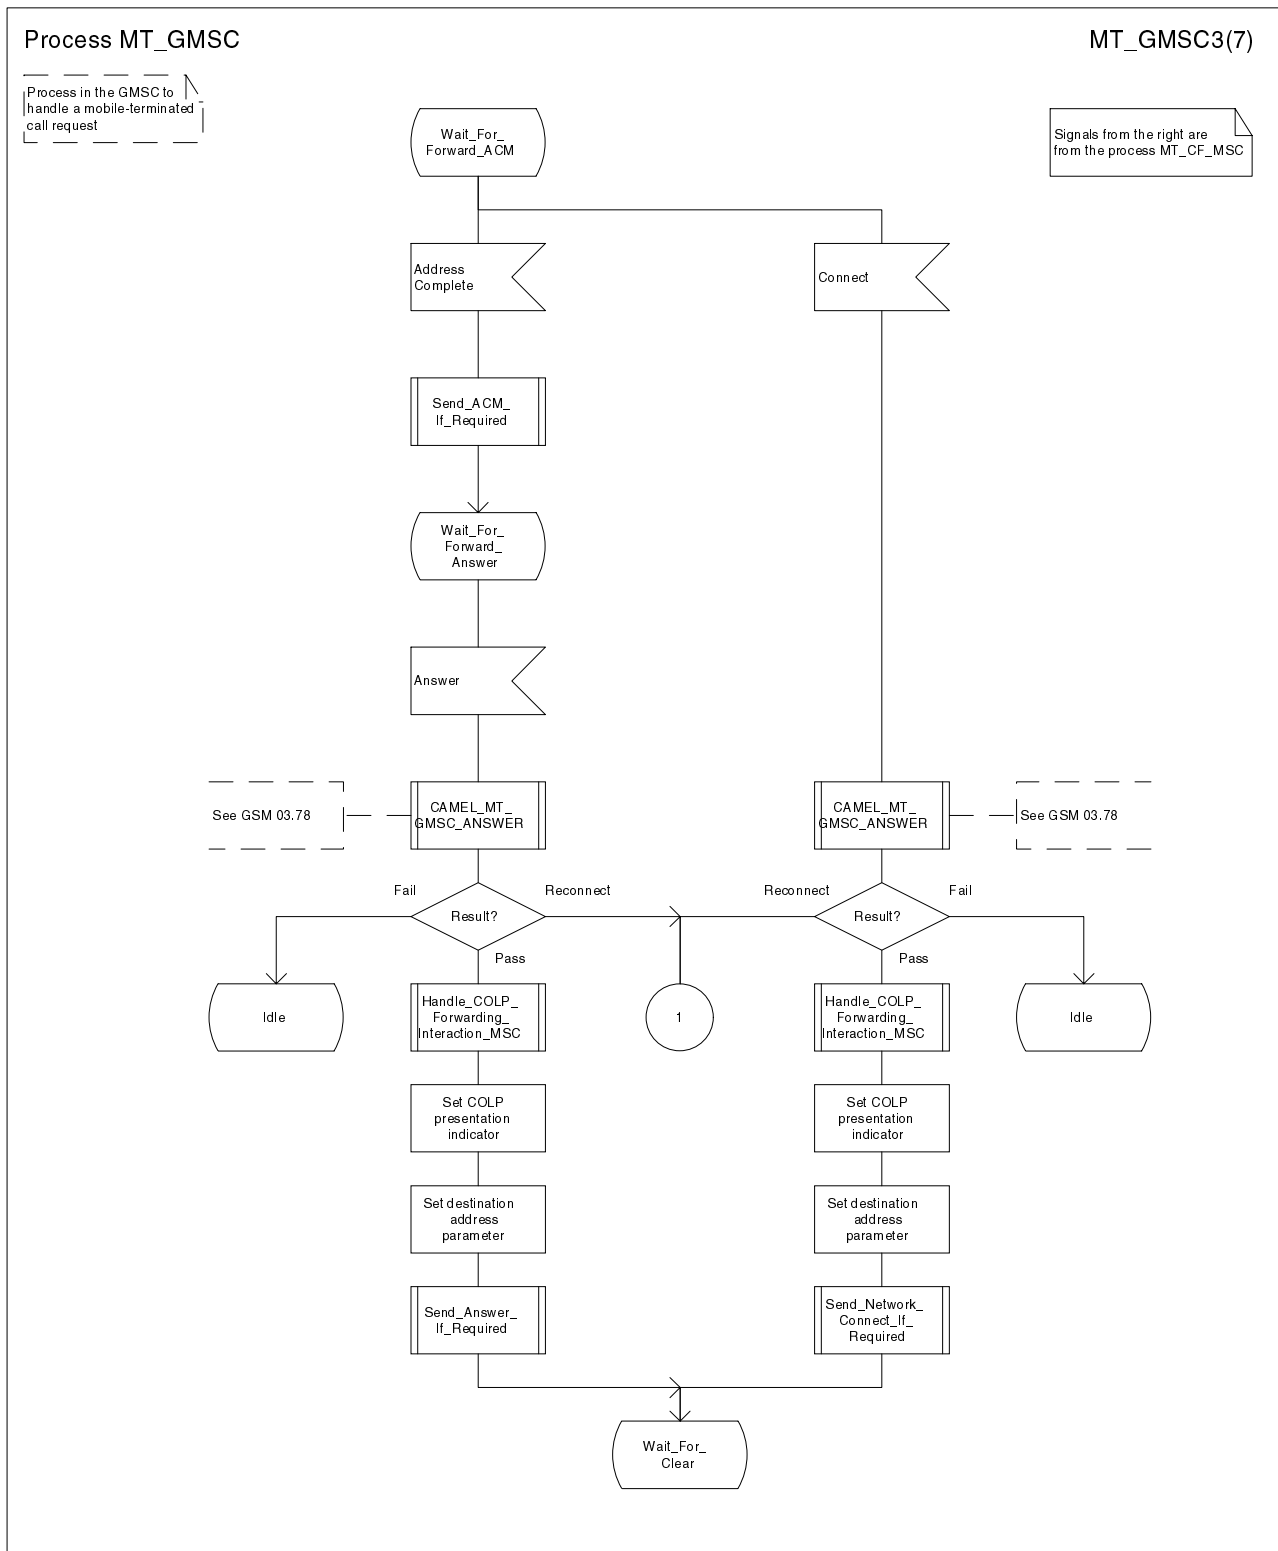 Process MT_GMSC
MT_GMSC3(7)
Process in the GMSC to
handle a mobile-terminated
call request
Signals from the right are
from the process MT_CF_MSC
Wait_For_
Forward_ACM
Address
Complete
Connect
Send_ACM_
If_Required
Wait_For_
Forward_
Answer
Answer
See GSM 03.78
CAMEL_MT_
GMSC_ANSWER
CAMEL_MT_
GMSC_ANSWER
See GSM 03.78
Fail
Result?
Reconnect
Pass
Reconnect
Result?
Fail
Pass
Idle
Handle_COLP_
Forwarding_
Interaction_MSC
1
Handle_COLP_
Forwarding_
Interaction_MSC
Idle
Set COLP
presentation
indicator
Set COLP
presentation
indicator
Set destination
address
parameter
Set destination
address
parameter
Send_Answer_
If_Required
Send_Network_
Connect_If_
Required
Wait_For_
Clear